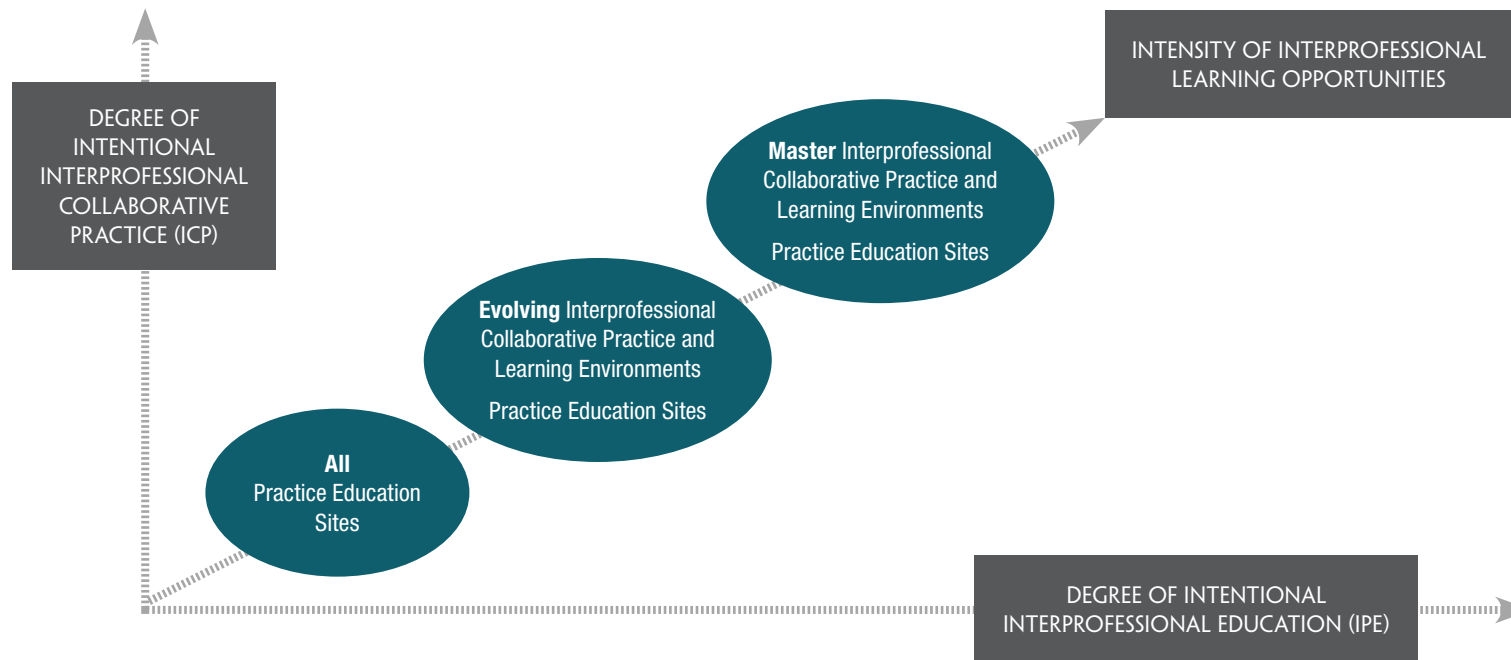 DEGREE OF
INTENTIONAL
INTERPROFESSIONAL
COLLABORATIVE
PRACTICE (ICP)
INTENSITY OF INTERPROFESSIONAL
LEARNING OPPORTUNITIES
Master Interprofessional
Collaborative Practice and
Learning Environments
Practice Education Sites
Evolving Interprofessional
Collaborative Practice and
Learning Environments
Practice Education Sites
All
Practice Education
Sites
DEGREE OF INTENTIONAL
INTERPROFESSIONAL EDUCATION (IPE)